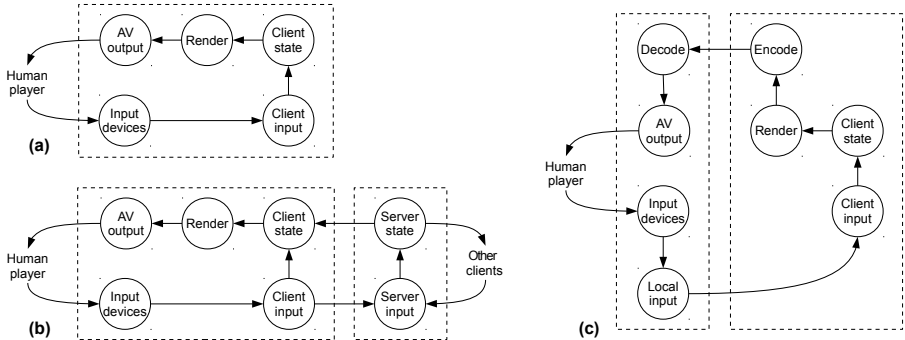 AV
output
Render
Client
state
Human
player
Input
devices
Client
input
(a)
AV
output
Render
Client
state
Server
state
Human
player
Other
clients
Input
devices
Client
input
Server
input
(b)
Decode
Encode
AV
output
Render
Client
state
Human
player
Input
devices
Client
input
Local
input
(c)